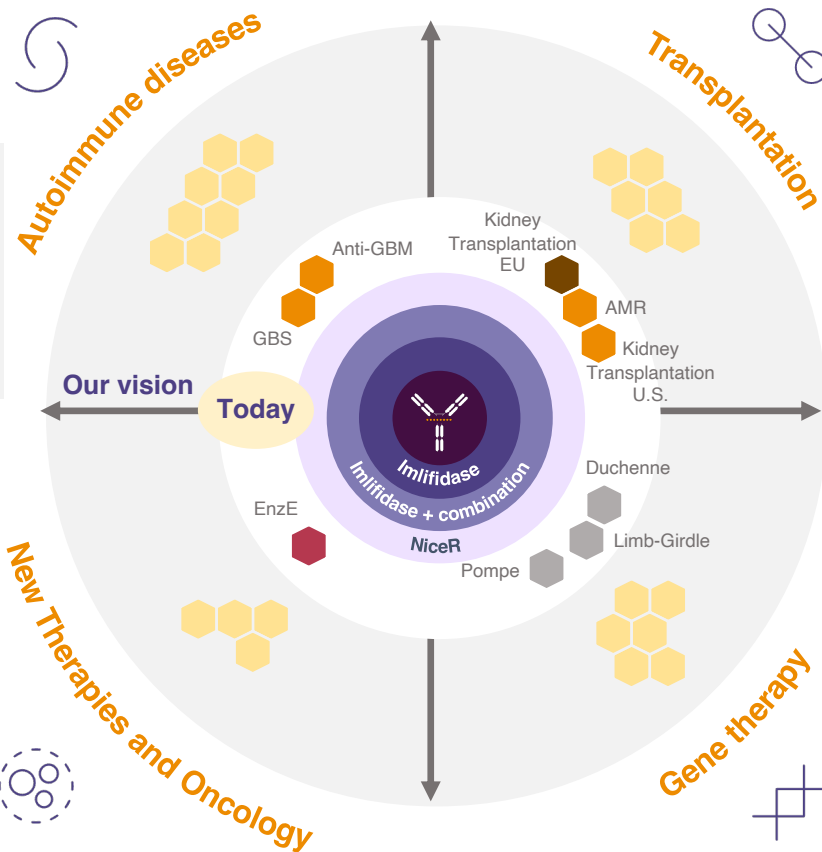 Autoimmune diseases
Transplantation
Kidney
Transplantation
EU
Anti-GBM
AMR
GBS
Kidney
Transplantation
U.S.
Our vision
Today
Imlifidase
Imlifidase + combination
NiceR
Duchenne
EnzE
Limb-Girdle
Pompe
New Therapies and Oncology
Gene therapy